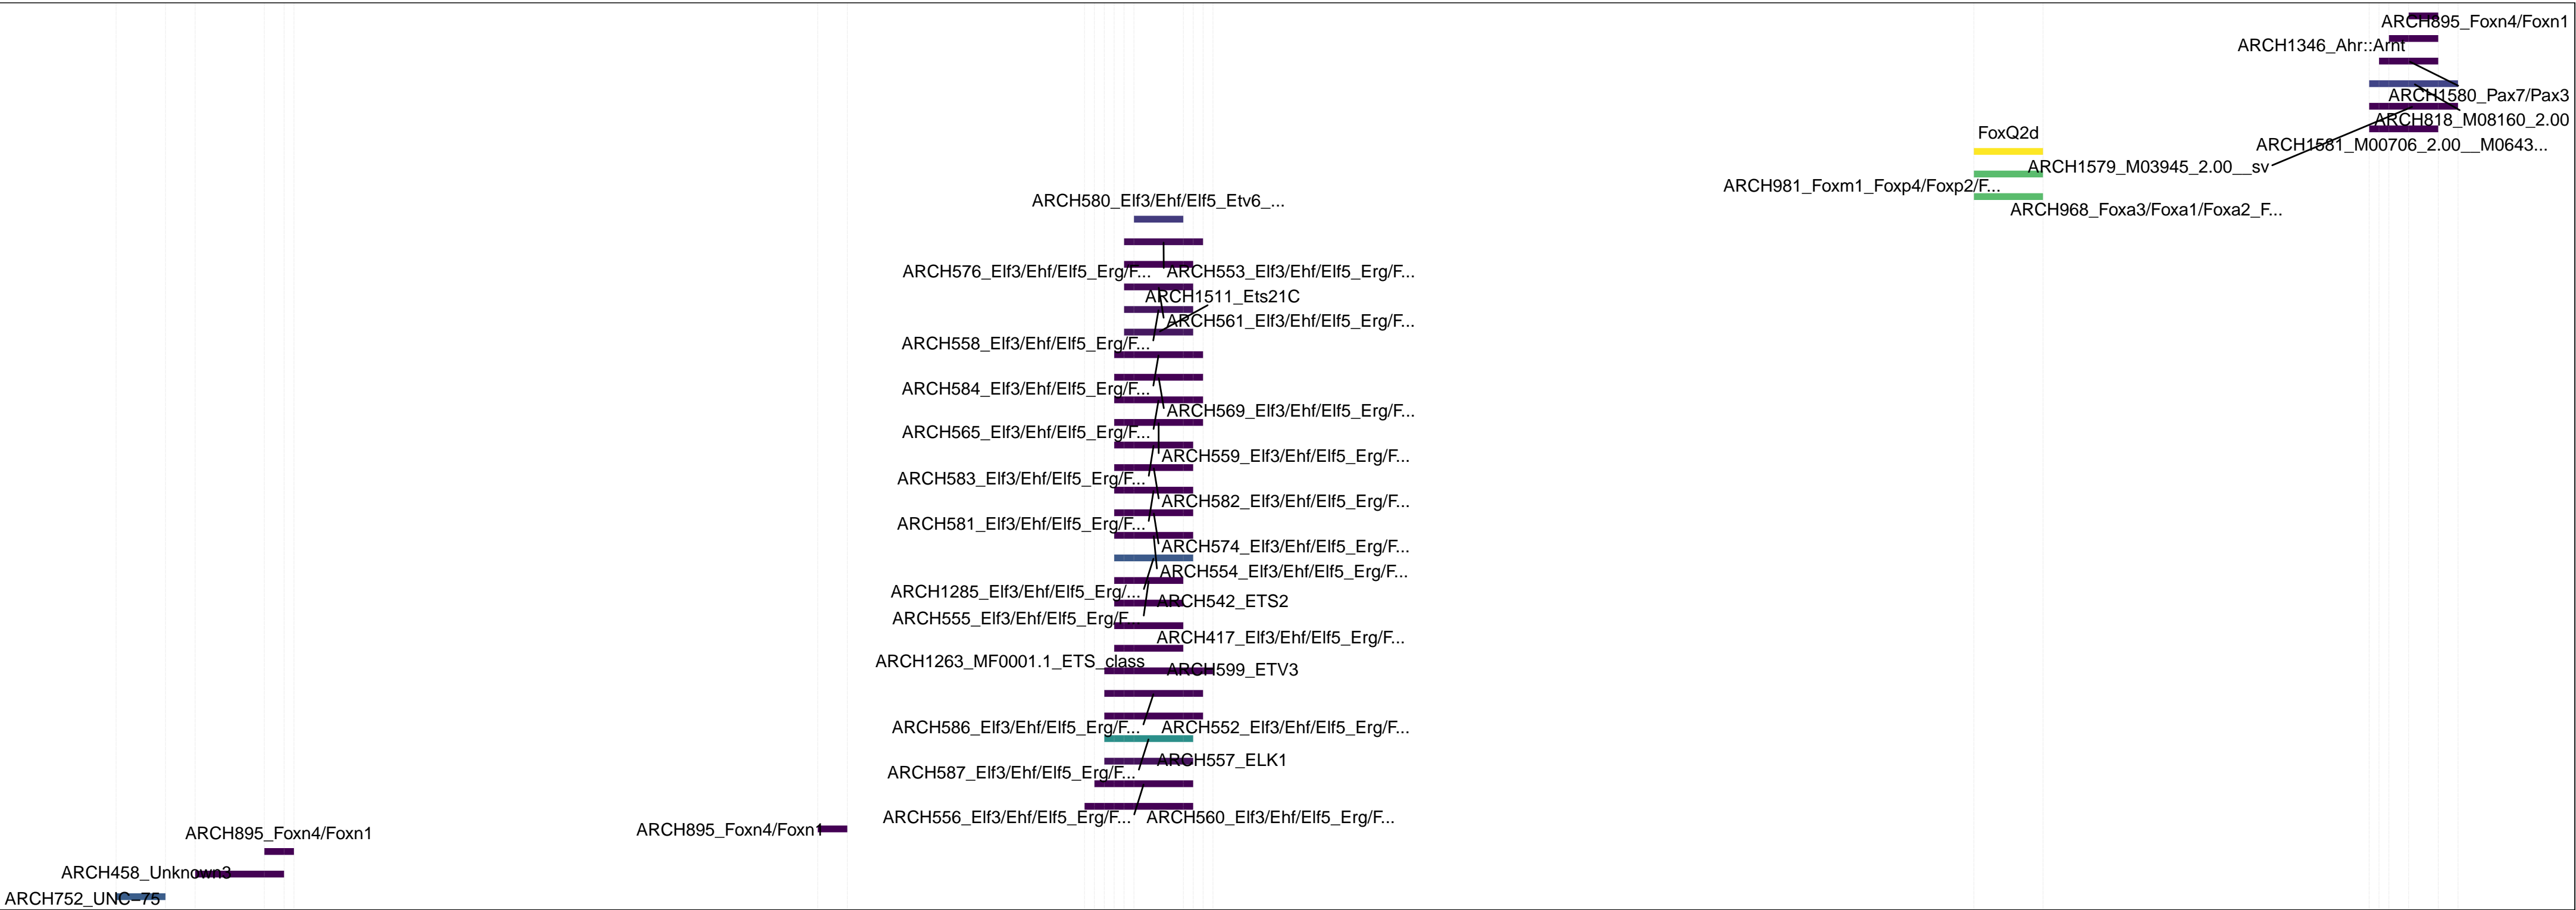 ARCH895_Foxn4/Foxn1
ARCH1346_Ahr::Arnt
ARCH1580_Pax7/Pax3
ARCH818_M08160_2.00
FoxQ2d
ARCH1581_M00706_2.00__M0643...
ARCH1579_M03945_2.00__sv
ARCH981_Foxm1_Foxp4/Foxp2/F...
ARCH580_Elf3/Ehf/Elf5_Etv6_...
ARCH968_Foxa3/Foxa1/Foxa2_F...
ARCH576_Elf3/Ehf/Elf5_Erg/F...
ARCH553_Elf3/Ehf/Elf5_Erg/F...
ARCH1511_Ets21C
ARCH561_Elf3/Ehf/Elf5_Erg/F...
ARCH558_Elf3/Ehf/Elf5_Erg/F...
ARCH584_Elf3/Ehf/Elf5_Erg/F...
ARCH569_Elf3/Ehf/Elf5_Erg/F...
ARCH565_Elf3/Ehf/Elf5_Erg/F...
ARCH559_Elf3/Ehf/Elf5_Erg/F...
ARCH583_Elf3/Ehf/Elf5_Erg/F...
ARCH582_Elf3/Ehf/Elf5_Erg/F...
ARCH581_Elf3/Ehf/Elf5_Erg/F...
ARCH574_Elf3/Ehf/Elf5_Erg/F...
ARCH554_Elf3/Ehf/Elf5_Erg/F...
ARCH1285_Elf3/Ehf/Elf5_Erg/...
ARCH542_ETS2
ARCH555_Elf3/Ehf/Elf5_Erg/F...
ARCH417_Elf3/Ehf/Elf5_Erg/F...
ARCH1263_MF0001.1_ETS_class
ARCH599_ETV3
ARCH586_Elf3/Ehf/Elf5_Erg/F...
ARCH552_Elf3/Ehf/Elf5_Erg/F...
ARCH557_ELK1
ARCH587_Elf3/Ehf/Elf5_Erg/F...
ARCH556_Elf3/Ehf/Elf5_Erg/F...
ARCH560_Elf3/Ehf/Elf5_Erg/F...
ARCH895_Foxn4/Foxn1
ARCH895_Foxn4/Foxn1
ARCH458_Unknown3
ARCH752_UNC-75